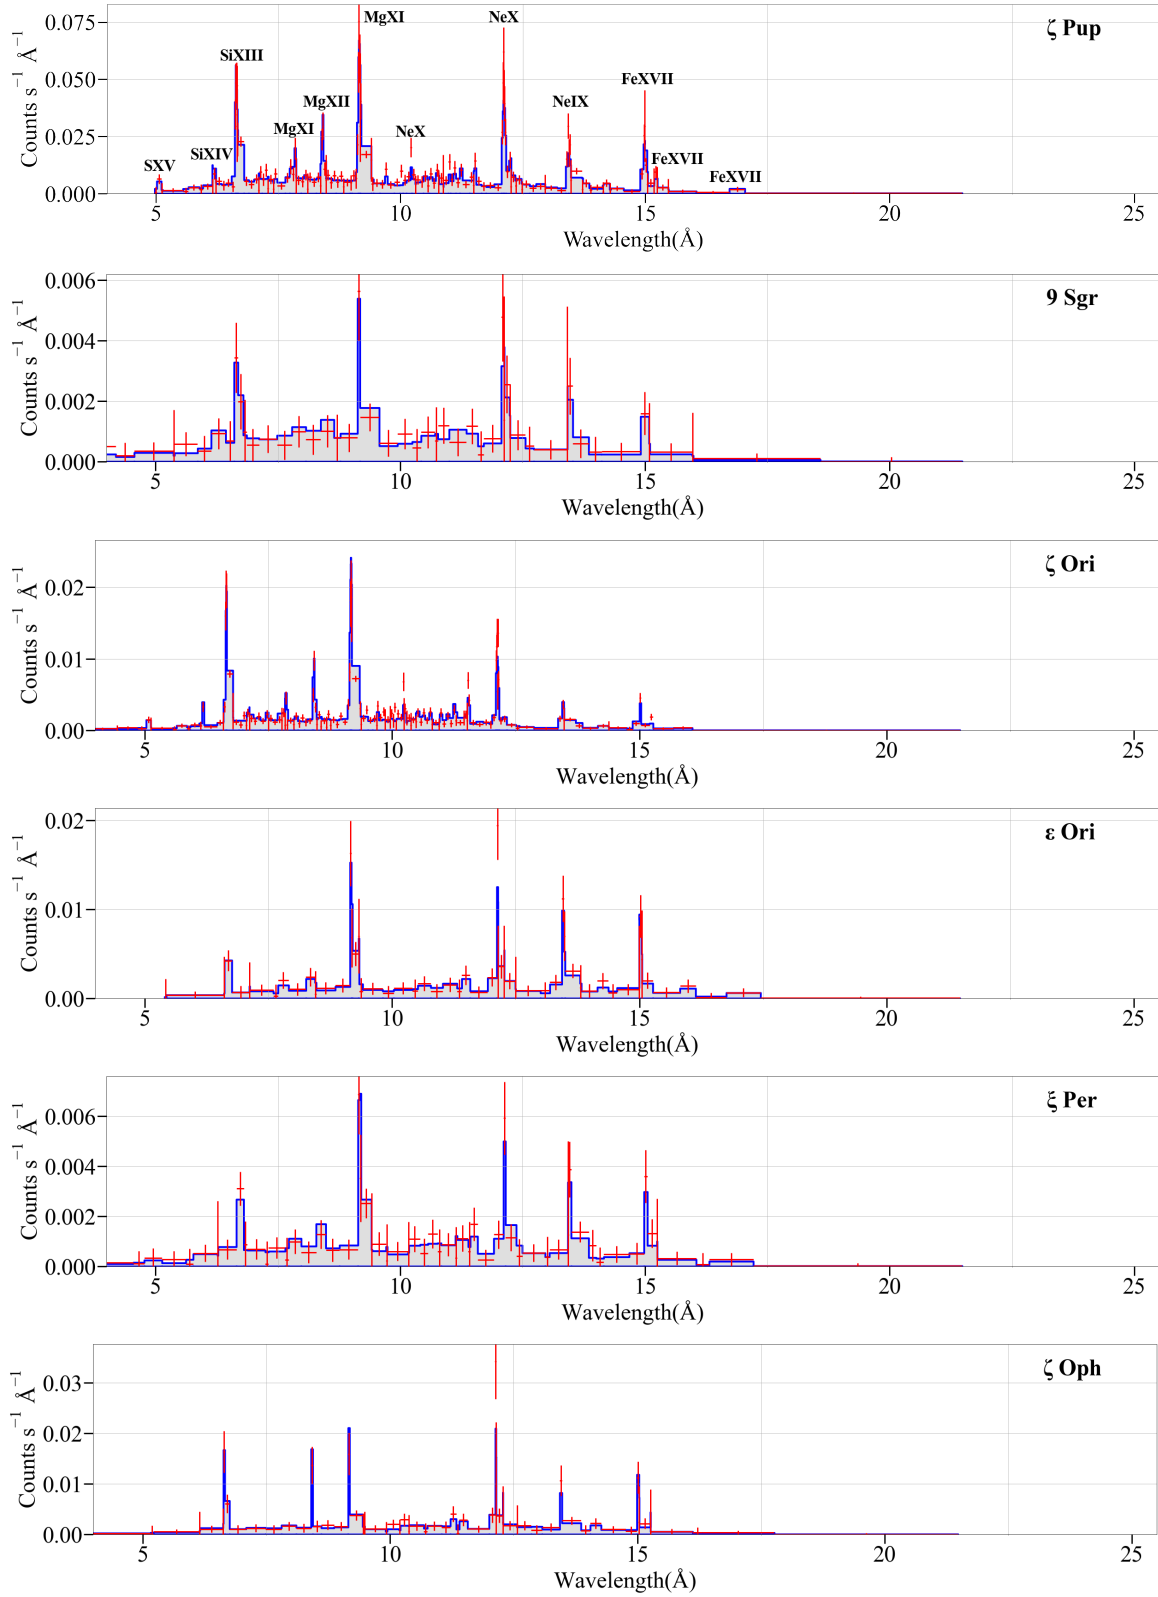 0.075
0.050
0.025
0.000
Counts s⁻¹ Å⁻¹
SXV
SiXIV
SiXIII
MgXI
MgXII
MgXI
NeX
NeX
NeIX
FeXVII
FeXVII
FeXVII
ζ Pup
5 10 15 20 25
Wavelength(Å)
0.006
0.004
0.002
0.000
Counts s⁻¹ Å⁻¹
9 Sgr
5 10 15 20 25
Wavelength(Å)
0.02
0.01
0.00
Counts s⁻¹ Å⁻¹
ζ Ori
5 10 15 20 25
Wavelength(Å)
0.02
0.01
0.00
Counts s⁻¹ Å⁻¹
ε Ori
5 10 15 20 25
Wavelength(Å)
0.006
0.004
0.002
0.000
Counts s⁻¹ Å⁻¹
ξ Per
5 10 15 20 25
Wavelength(Å)
0.03
0.02
0.01
0.00
Counts s⁻¹ Å⁻¹
ζ Oph
5 10 15 20 25
Wavelength(Å)